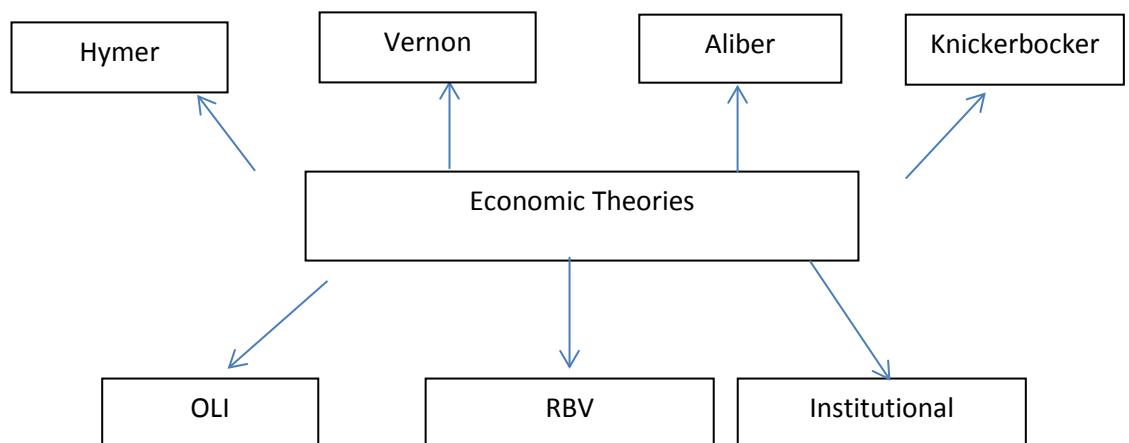 Hymer
Vernon
Aliber
Knickerbocker
Economic Theories
OLI
RBV
Institutional